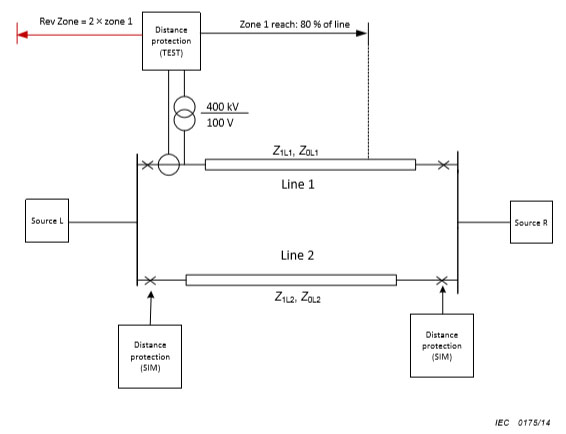 Rev Zone = 2 × zone 1
Distance
protection
(TEST)
Zone 1 reach: 80 % of line
400 kV
100 V
Z1L1, Z0L1
Line 1
Source L
Source R
Line 2
Z1L2, Z0L2
Distance
protection
(SIM)
Distance
protection
(SIM)
IEC 0175/14